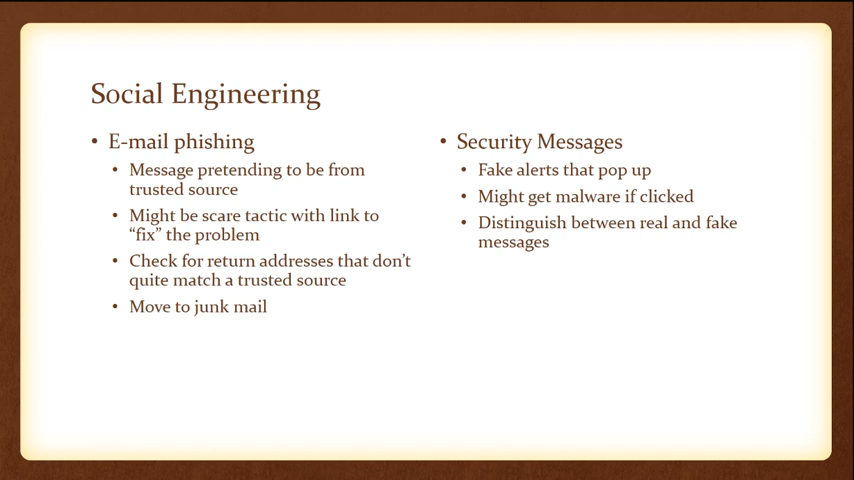 Social Engineering
• E-mail phishing
• Message pretending to be from
trusted source
• Might be scare tactic with link to
“fix” the problem
• Check for return addresses that don’t
quite match a trusted source
• Move to junk mail
• Security Messages
• Fake alerts that pop up
• Might get malware if clicked
• Distinguish between real and fake
messages